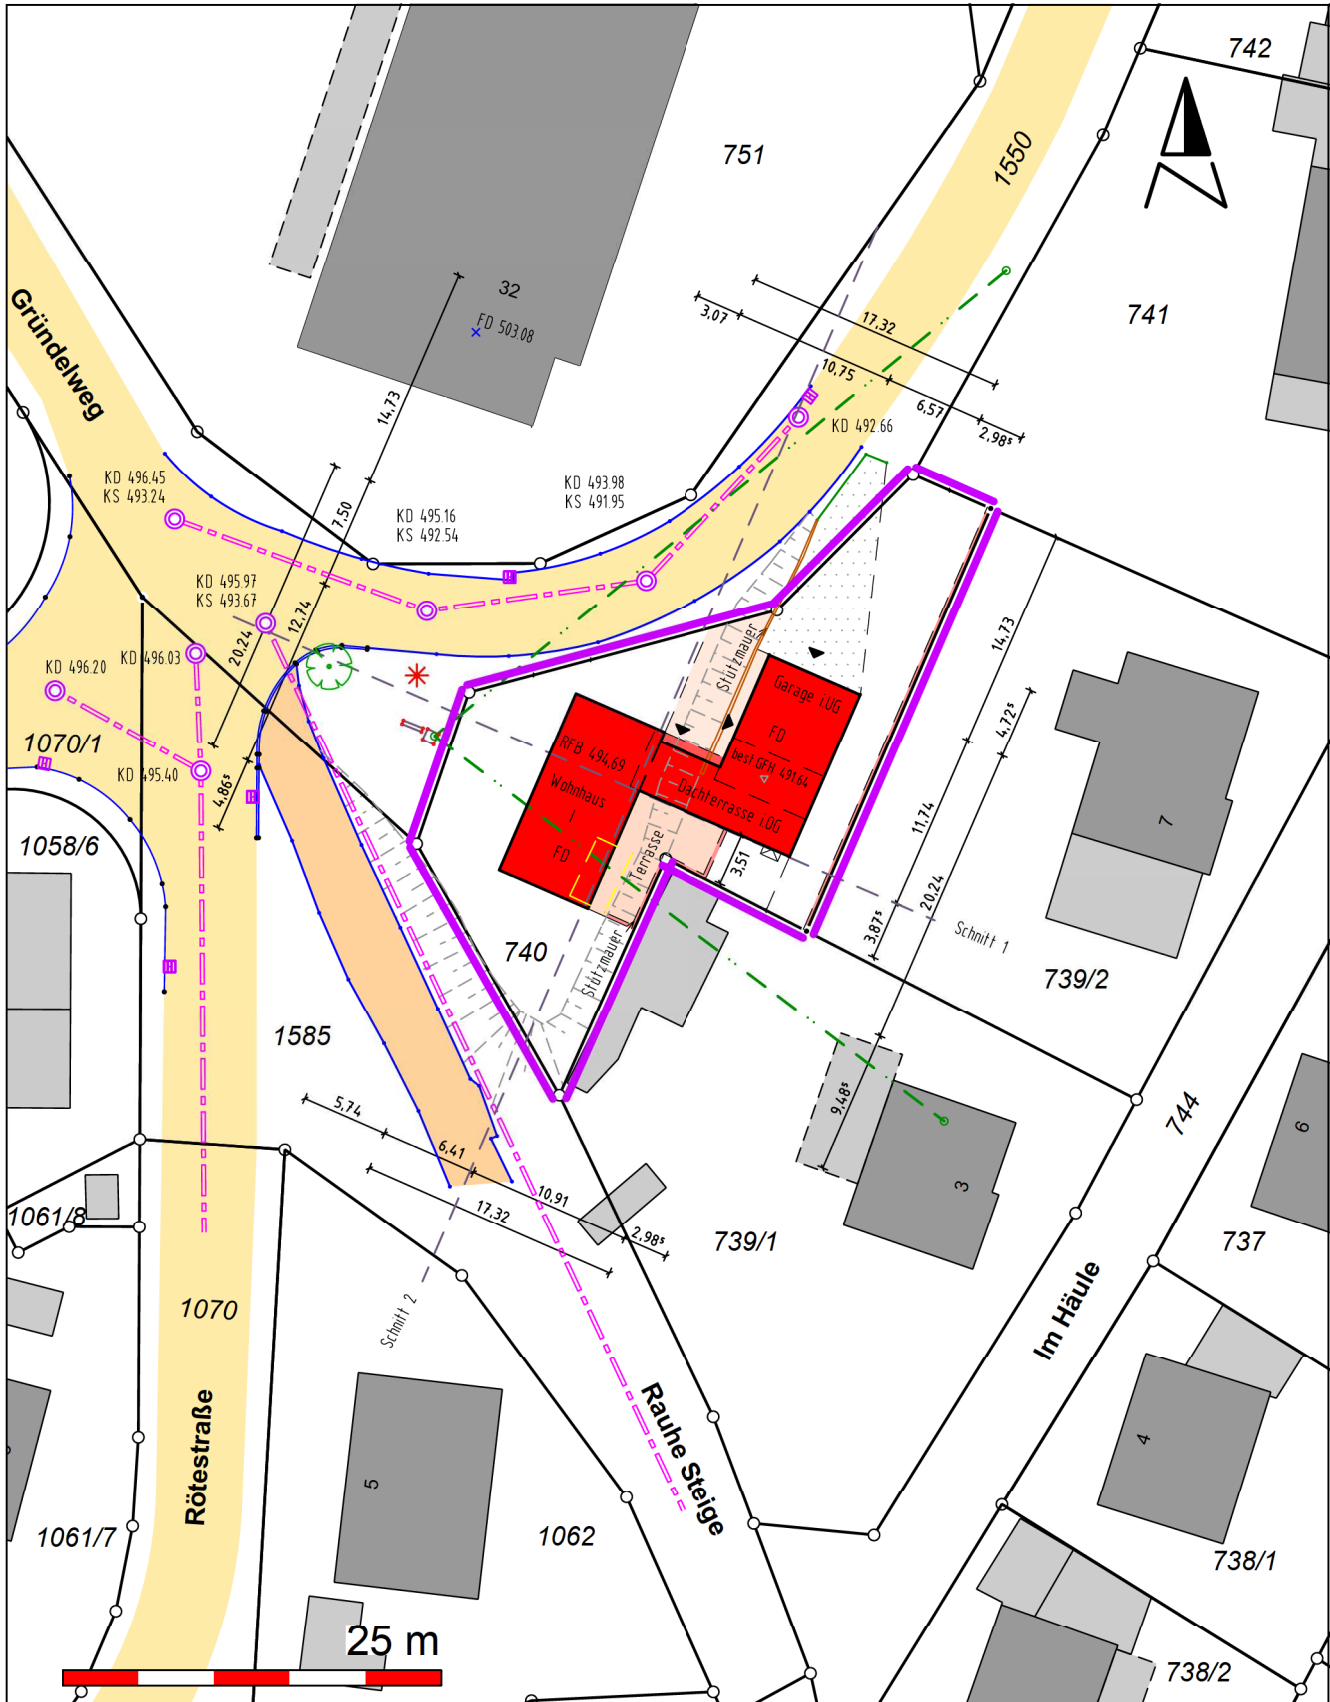 742
751
1550
741
Gründelweg
32
FD 503.08
3,07
17,32
10,75
6,57
2,98⁵
14,73
KD 492.66
KD 496.45
KS 493.24
7,50
KD 493.98
KS 491.95
KD 495.16
KS 492.54
KD 495.97
KS 493.67
12,74
20,24
KD 496.03
KD 496.20
Stützmauer
Garage i.UG
FD
best GFH 491.64
14,73
4,72⁵
1070/1
KD 495.40
4,86⁵
RFB 494,69
Wohnhaus
I
FD
Dachterrasse i.OG
Terrasse
3,51
11,74
7
1058/6
20,24
3,87⁵
Schnitt 1
740
Stützmauer
739/2
1585
5,74
6,41
9,48⁵
744
6
10,91
17,32
2,98⁵
3
1061/8
739/1
737
1070
Schnitt 2
Im Häule
Rötestraße
Rauhe Steige
5
4
1061/7
1062
738/1
25 m
738/2